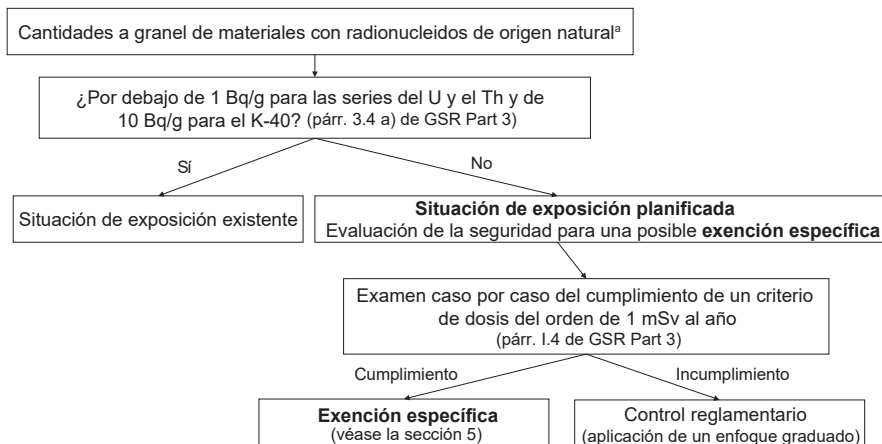 Cantidades a granel de materiales con radionucleidos de origen naturalᵃ
¿Por debajo de 1 Bq/g para las series del U y el Th y de
10 Bq/g para el K-40? (párr. 3.4 a) de GSR Part 3)
Sí
No
Situación de exposición existente
Situación de exposición planificada
Evaluación de la seguridad para una posible exención específica
Examen caso por caso del cumplimiento de un criterio
de dosis del orden de 1 mSv al año
(párr. I.4 de GSR Part 3)
Cumplimiento
Incumplimiento
Exención específica
(véase la sección 5)
Control reglamentario
(aplicación de un enfoque graduado)